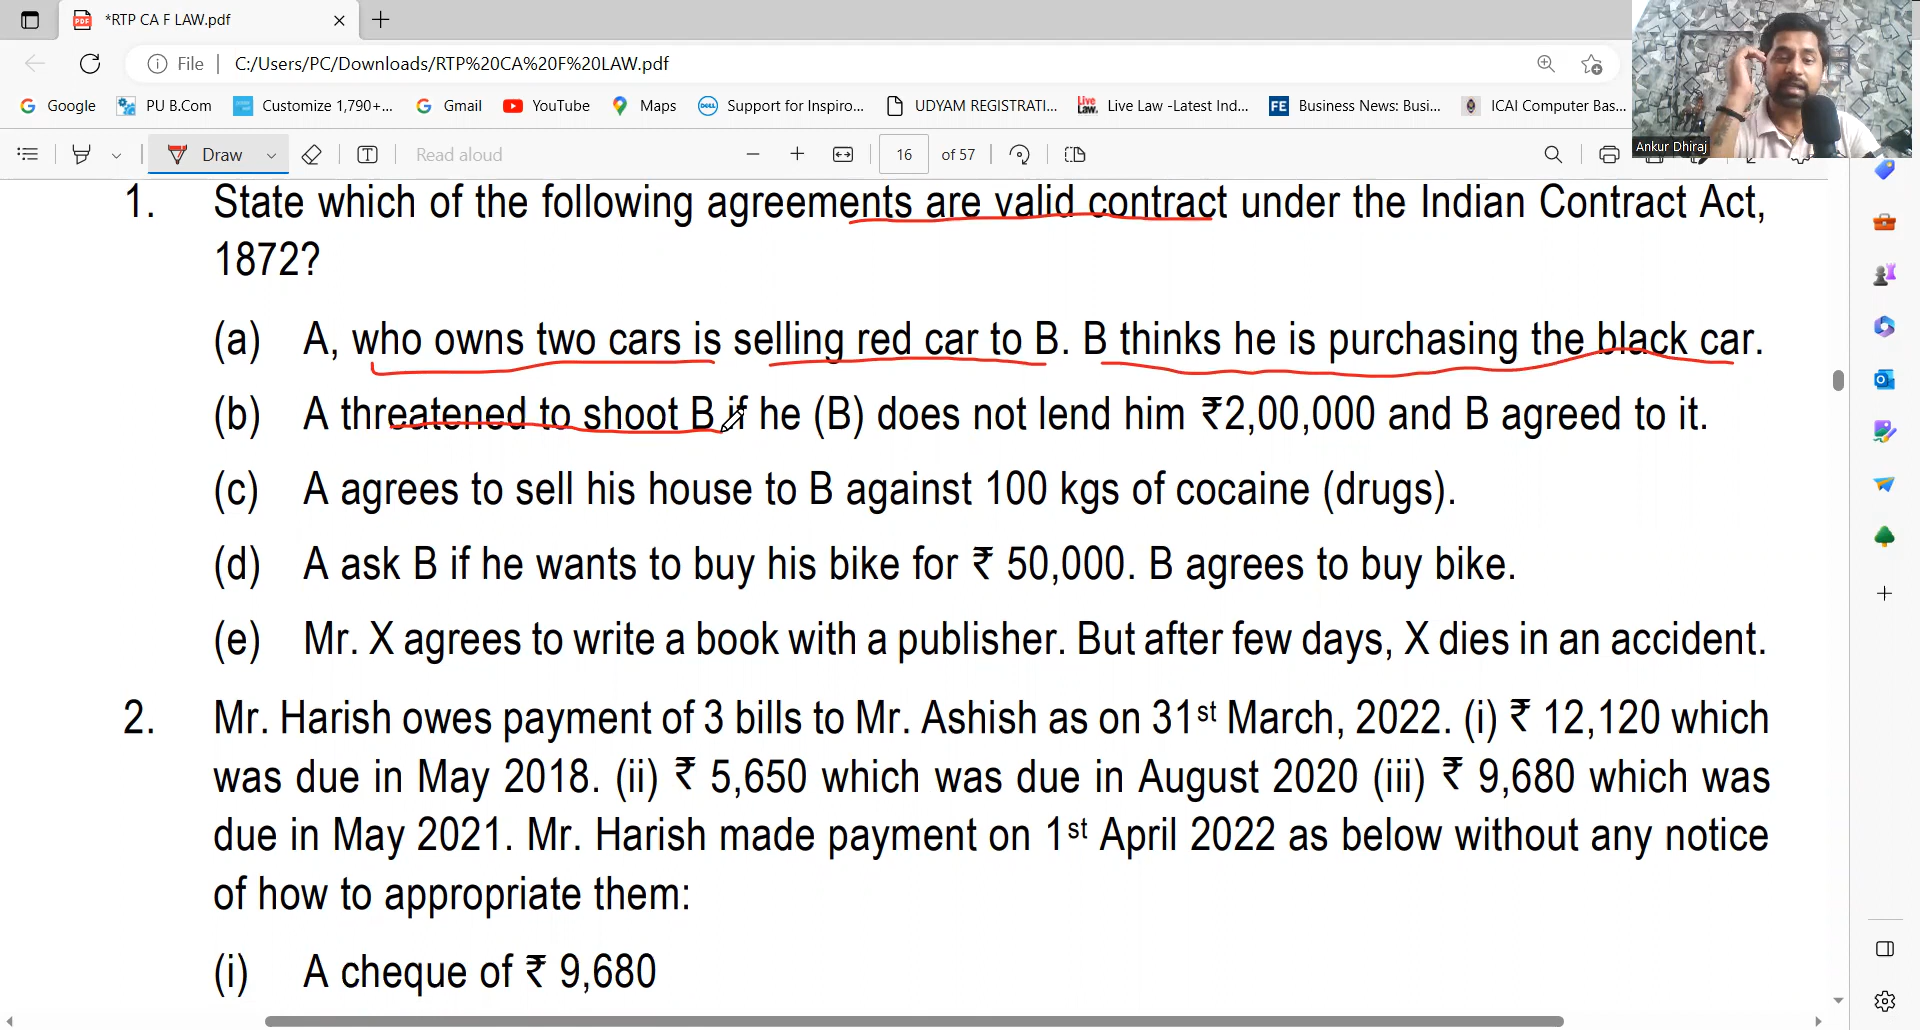 *RTP CA F LAW.pdf
File C:/Users/PC/Downloads/RTP%20CA%20F%20LAW.pdf
Google PU B.Com Customize 1,790+... Gmail YouTube Maps Support for Inspiro... UDYAM REGISTRATI... Live Law -Latest Ind... Business News: Busi... ICAI Computer Bas...
Draw Read aloud 16 of 57
Ankur Dhiraj
1. State which of the following agreements are valid contract under the Indian Contract Act,
1872?
(a) A, who owns two cars is selling red car to B. B thinks he is purchasing the black car.
(b) A threatened to shoot B if he (B) does not lend him ₹2,00,000 and B agreed to it.
(c) A agrees to sell his house to B against 100 kgs of cocaine (drugs).
(d) A ask B if he wants to buy his bike for ₹ 50,000. B agrees to buy bike.
(e) Mr. X agrees to write a book with a publisher. But after few days, X dies in an accident.
2. Mr. Harish owes payment of 3 bills to Mr. Ashish as on 31st March, 2022. (i) ₹ 12,120 which
was due in May 2018. (ii) ₹ 5,650 which was due in August 2020 (iii) ₹ 9,680 which was
due in May 2021. Mr. Harish made payment on 1st April 2022 as below without any notice
of how to appropriate them:
(i) A cheque of ₹ 9,680